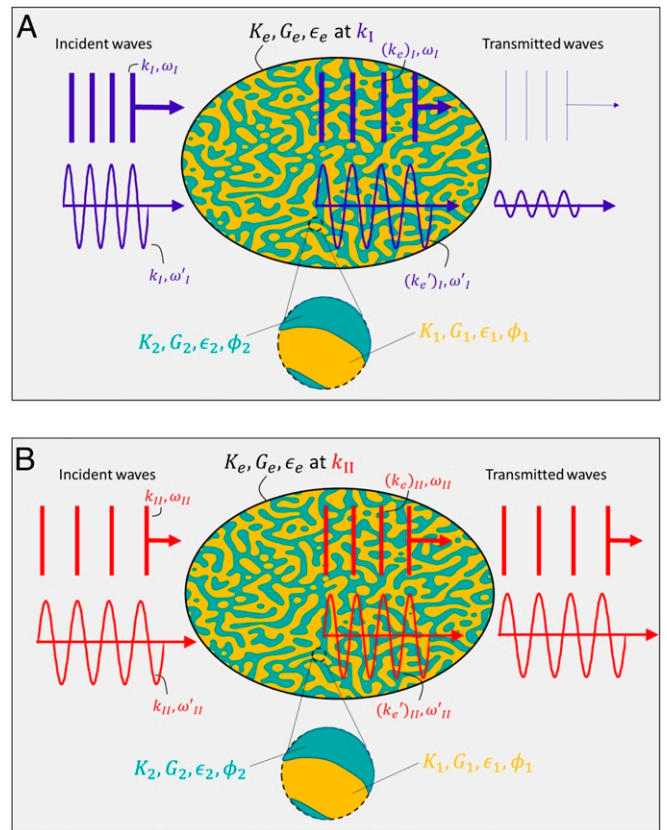 A
K_e, G_e, ϵ_e at k_I
Incident waves
Transmitted waves
k_I, ω_I
(k_e)_I, ω_I
k_I, ω'_I
(k_e')_I, ω'_I
K_2, G_2, ϵ_2, ϕ_2
K_1, G_1, ϵ_1, ϕ_1
B
K_e, G_e, ϵ_e at k_II
Incident waves
Transmitted waves
k_II, ω_II
(k_e)_II, ω_II
k_II, ω'_II
(k_e')_II, ω'_II
K_2, G_2, ϵ_2, ϕ_2
K_1, G_1, ϵ_1, ϕ_1